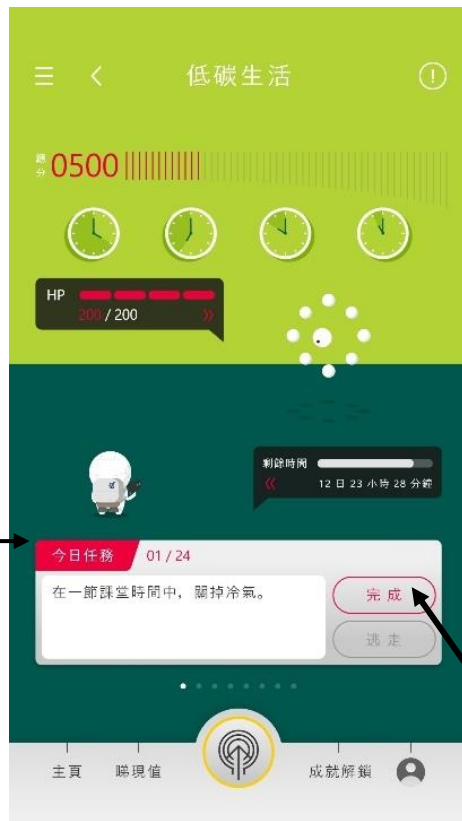 低碳生活
總分 0500
HP
200 / 200
剩餘時間
12 日 23 小時 28 分鐘
今日任務 01 / 24
在一節課堂時間中，關掉冷氣。
完成
逃走
主頁 睇現值 成就解鎖